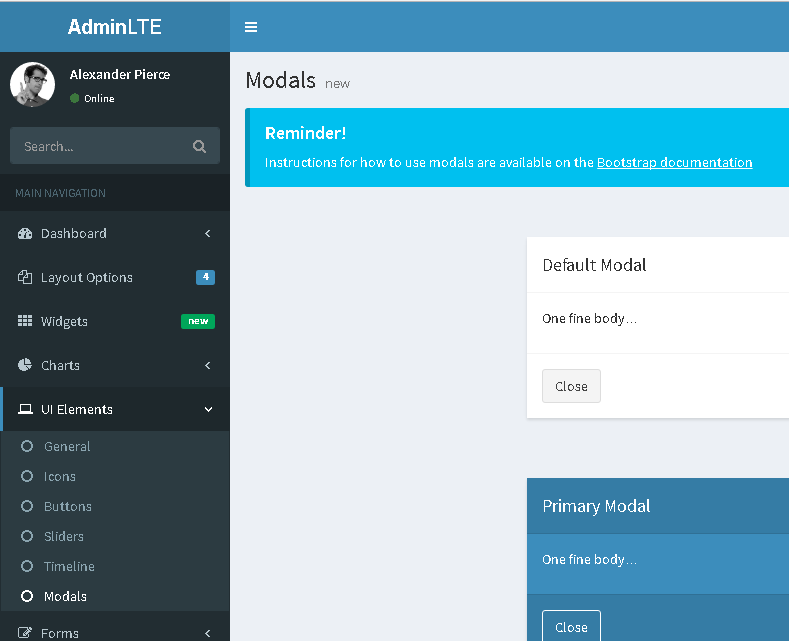 AdminLTE
Alexander Pierce
Online
Search...
MAIN NAVIGATION
Dashboard
Layout Options 4
Widgets new
Charts
UI Elements
General
Icons
Buttons
Sliders
Timeline
Modals
Forms
Modals new
Reminder!
Instructions for how to use modals are available on the Bootstrap documentation
Default Modal
One fine body…
Close
Primary Modal
One fine body…
Close